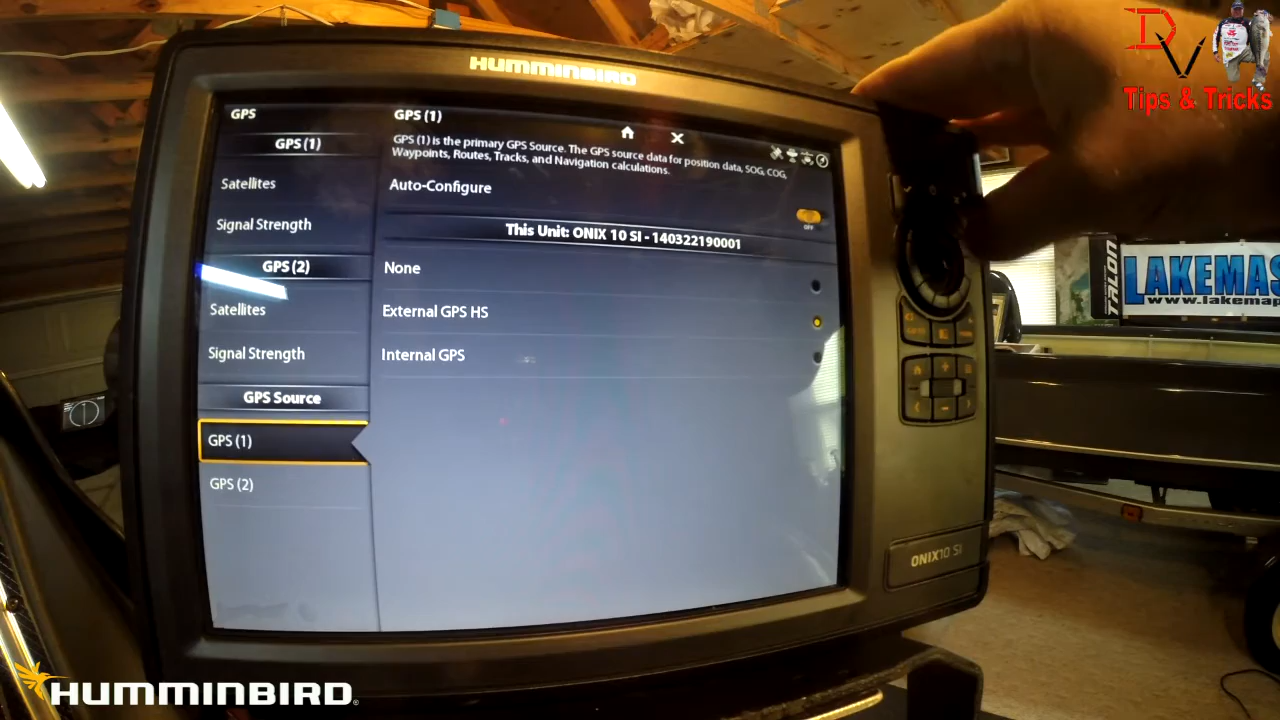 DV
Tips & Tricks
HUMMINBIRD
GPS
GPS (1)
Satellites
Signal Strength
GPS (2)
Satellites
Signal Strength
GPS Source
GPS (1)
GPS (2)
GPS (1)
GPS (1) is the primary GPS Source. The GPS source data for position data, SOG, COG,
Waypoints, Routes, Tracks, and Navigation calculations.
Auto-Configure
OFF
This Unit: ONIX 10 SI - 140322190001
None
External GPS HS
Internal GPS
TALON
LAKEMAS
www.lakemap
ONIX10 SI
HUMMINBIRD